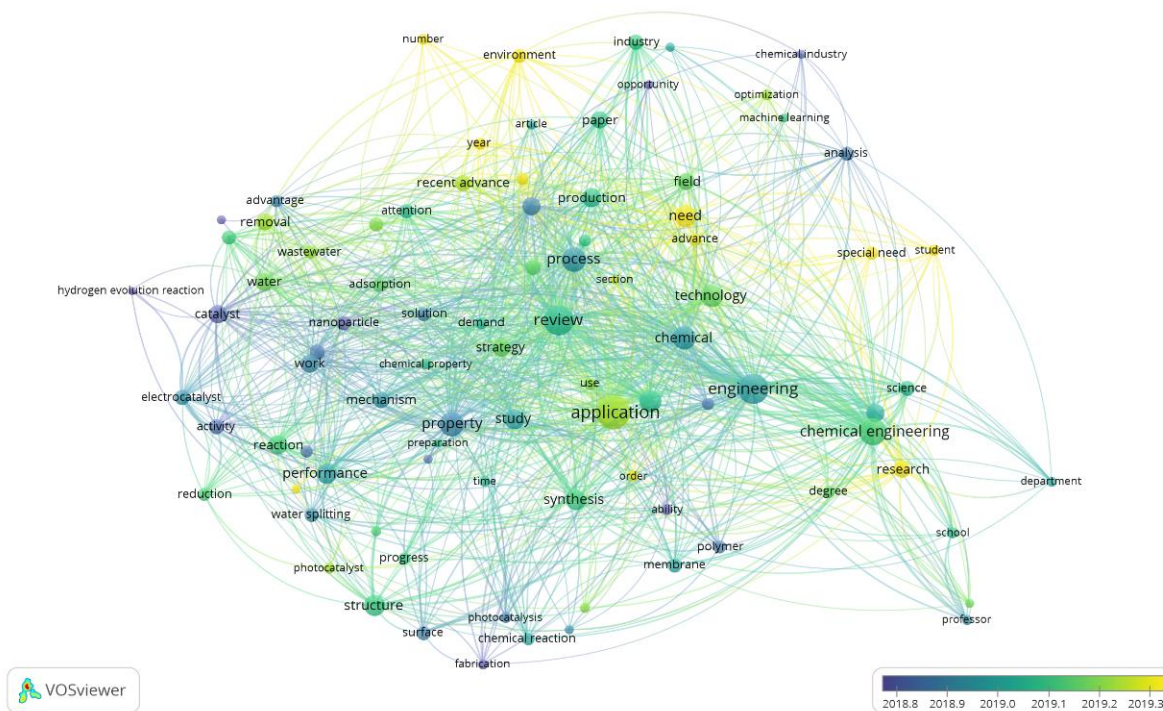 number
environment
industry
chemical industry
opportunity
optimization
article
paper
machine learning
year
analysis
recent advance
field
advantage
production
attention
need
removal
advance
special need
student
wastewater
process
water
adsorption
section
hydrogen evolution reaction
technology
catalyst
nanoparticle
solution
demand
review
chemical
strategy
work
chemical property
use
engineering
science
electrocatalyst
mechanism
application
activity
property
study
chemical engineering
preparation
reaction
performance
time
order
research
reduction
synthesis
degree
department
water splitting
ability
school
progress
polymer
photocatalyst
membrane
structure
photocatalysis
professor
surface
chemical reaction
fabrication
VOSviewer
2018.8 2018.9 2019.0 2019.1 2019.2 2019.3